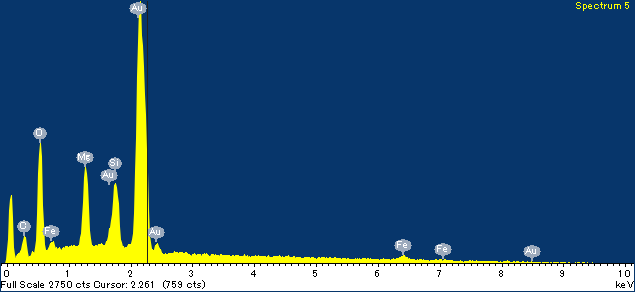 Spectrum 5
Au
O
Mg
Si
Au
C
Fe
Au
Fe
Fe
Au
0 1 2 3 4 5 6 7 8 9 10
Full Scale 2750 cts Cursor: 2.261 (759 cts) keV